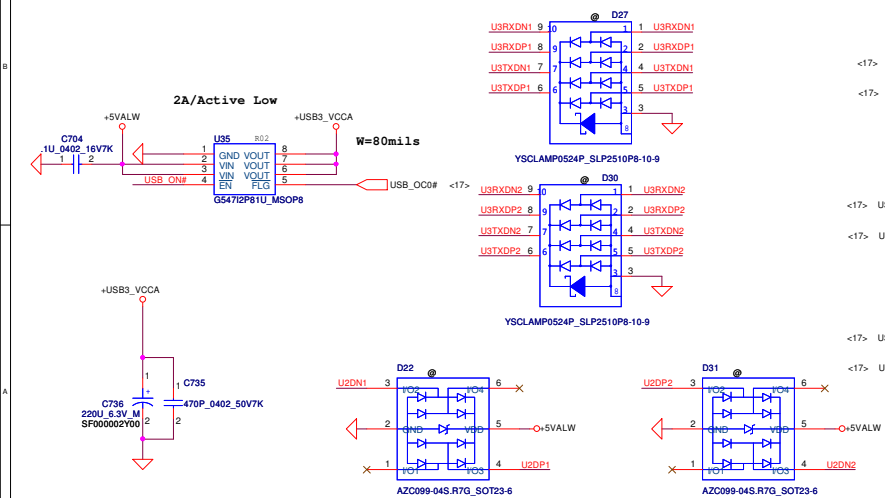 B
A
2A/Active Low
+5VALW
+USB3_VCCA
W=80mils
C704
.1U_0402_16V7K
1 2
U35 R02
1 GND VOUT 8
2 VIN VOUT 7
3 VIN VOUT 6
4 EN FLG 5
USB_ON#
USB_OC0# <17>
G547I2P81U_MSOP8
@ D27
U3RXDN1 9 10 1 1 U3RXDN1
U3RXDP1 8 9 2 2 U3RXDP1
U3TXDN1 7 7 4 4 U3TXDN1
U3TXDP1 6 6 5 5 U3TXDP1
3 3
8
YSCLAMP0524P_SLP2510P8-10-9
<17>
<17>
@ D30
U3RXDN2 9 10 1 1 U3RXDN2
U3RXDP2 8 9 2 2 U3RXDP2
U3TXDN2 7 7 4 4 U3TXDN2
U3TXDP2 6 6 5 5 U3TXDP2
3 3
8
YSCLAMP0524P_SLP2510P8-10-9
<17> U3
<17> U
<17> U3
<17> U
+USB3_VCCA
1
+
C736
220U_6.3V_M
SF000002Y00
2
1
C735
470P_0402_50V7K
2
D22 @
U2DN1 3 I/O2 I/O4 6
2 GND VDD 5 +5VALW
1 I/O1 I/O3 4 U2DP1
AZC099-04S.R7G_SOT23-6
D31 @
U2DP2 3 I/O2 I/O4 6
2 GND VDD 5 +5VALW
1 I/O1 I/O3 4 U2DN2
AZC099-04S.R7G_SOT23-6